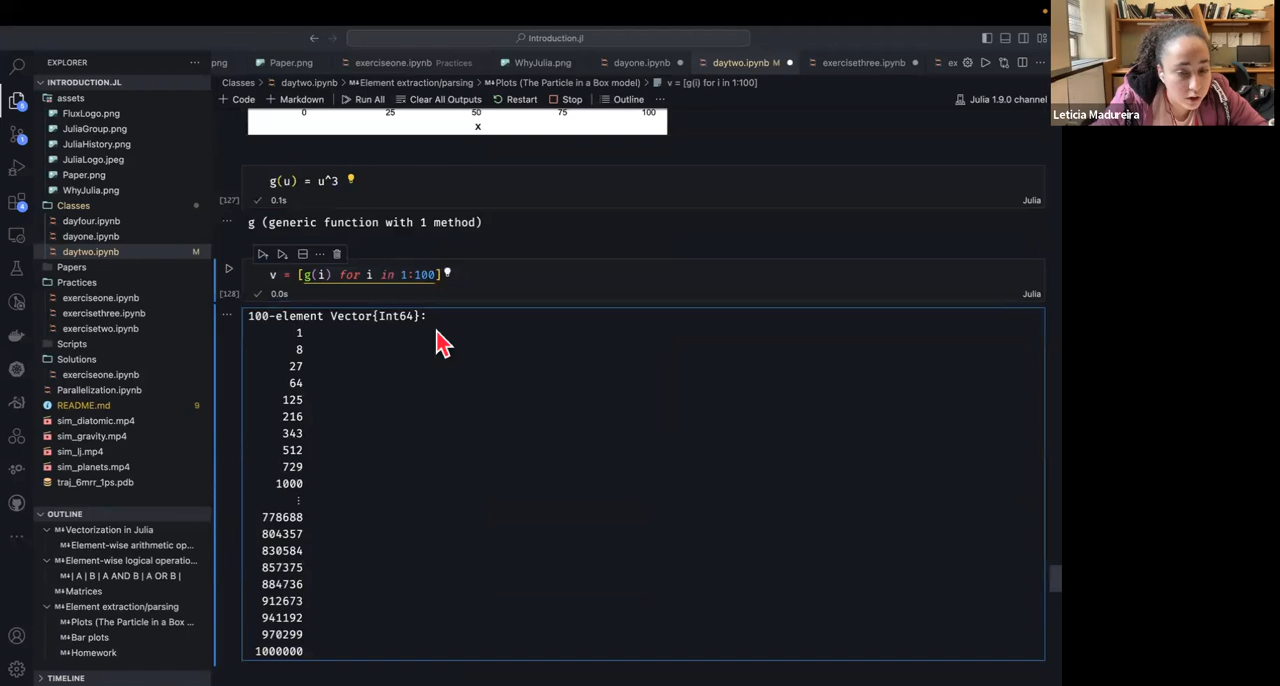 Introduction.jl
EXPLORER
INTRODUCTION.JL
assets
FluxLogo.png
JuliaGroup.png
JuliaHistory.png
JuliaLogo.jpeg
Paper.png
WhyJulia.png
Classes
dayfour.ipynb
dayone.ipynb
daytwo.ipynb M
Papers
Practices
exerciseone.ipynb
exercisethree.ipynb
exercisetwo.ipynb
Scripts
Solutions
exerciseone.ipynb
Parallelization.ipynb
README.md 9
sim_diatomic.mp4
sim_gravity.mp4
sim_lj.mp4
sim_planets.mp4
traj_6mrr_1ps.pdb
OUTLINE
Vectorization in Julia
Element-wise arithmetic op...
Element-wise logical operatio...
| A | B | A AND B | A OR B |
Matrices
Element extraction/parsing
Plots (The Particle in a Box ...
Bar plots
Homework
TIMELINE
png Paper.png exerciseone.ipynb Practices WhyJulia.png dayone.ipynb daytwo.ipynb M exercisethree.ipynb ex
Classes > daytwo.ipynb > Element extraction/parsing > Plots (The Particle in a Box model) > v = [g(i) for i in 1:100]
+ Code + Markdown Run All Clear All Outputs Restart Stop Outline ... Julia 1.9.0 channel
0 25 50 75 100
x
g(u) = u^3
[127] 0.1s Julia
g (generic function with 1 method)
v = [g(i) for i in 1:100]
[128] 0.0s Julia
100-element Vector{Int64}:
1
8
27
64
125
216
343
512
729
1000
⋮
778688
804357
830584
857375
884736
912673
941192
970299
1000000
Leticia Madureira